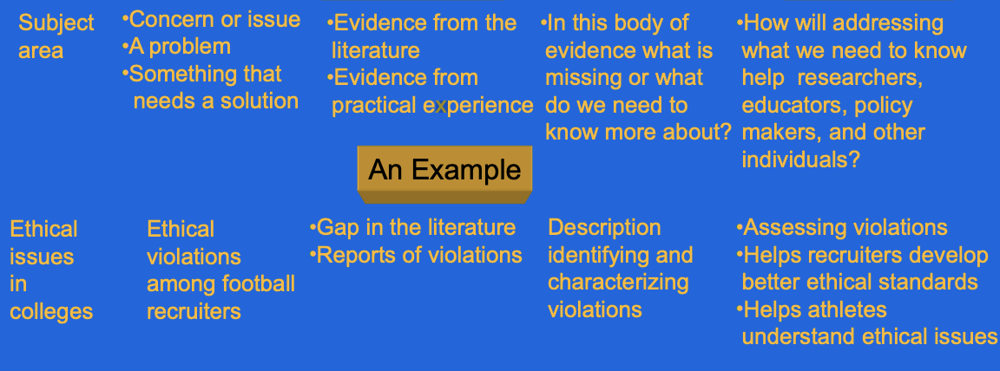 Subject
area
•Concern or issue
•A problem
•Something that
needs a solution
•Evidence from the
literature
•Evidence from
practical experience
•In this body of
evidence what is
missing or what
do we need to
know more about?
•How will addressing
what we need to know
help researchers,
educators, policy
makers, and other
individuals?
An Example
Ethical
issues
in
colleges
Ethical
violations
among football
recruiters
•Gap in the literature
•Reports of violations
Description
identifying and
characterizing
violations
•Assessing violations
•Helps recruiters develop
better ethical standards
•Helps athletes
understand ethical issues